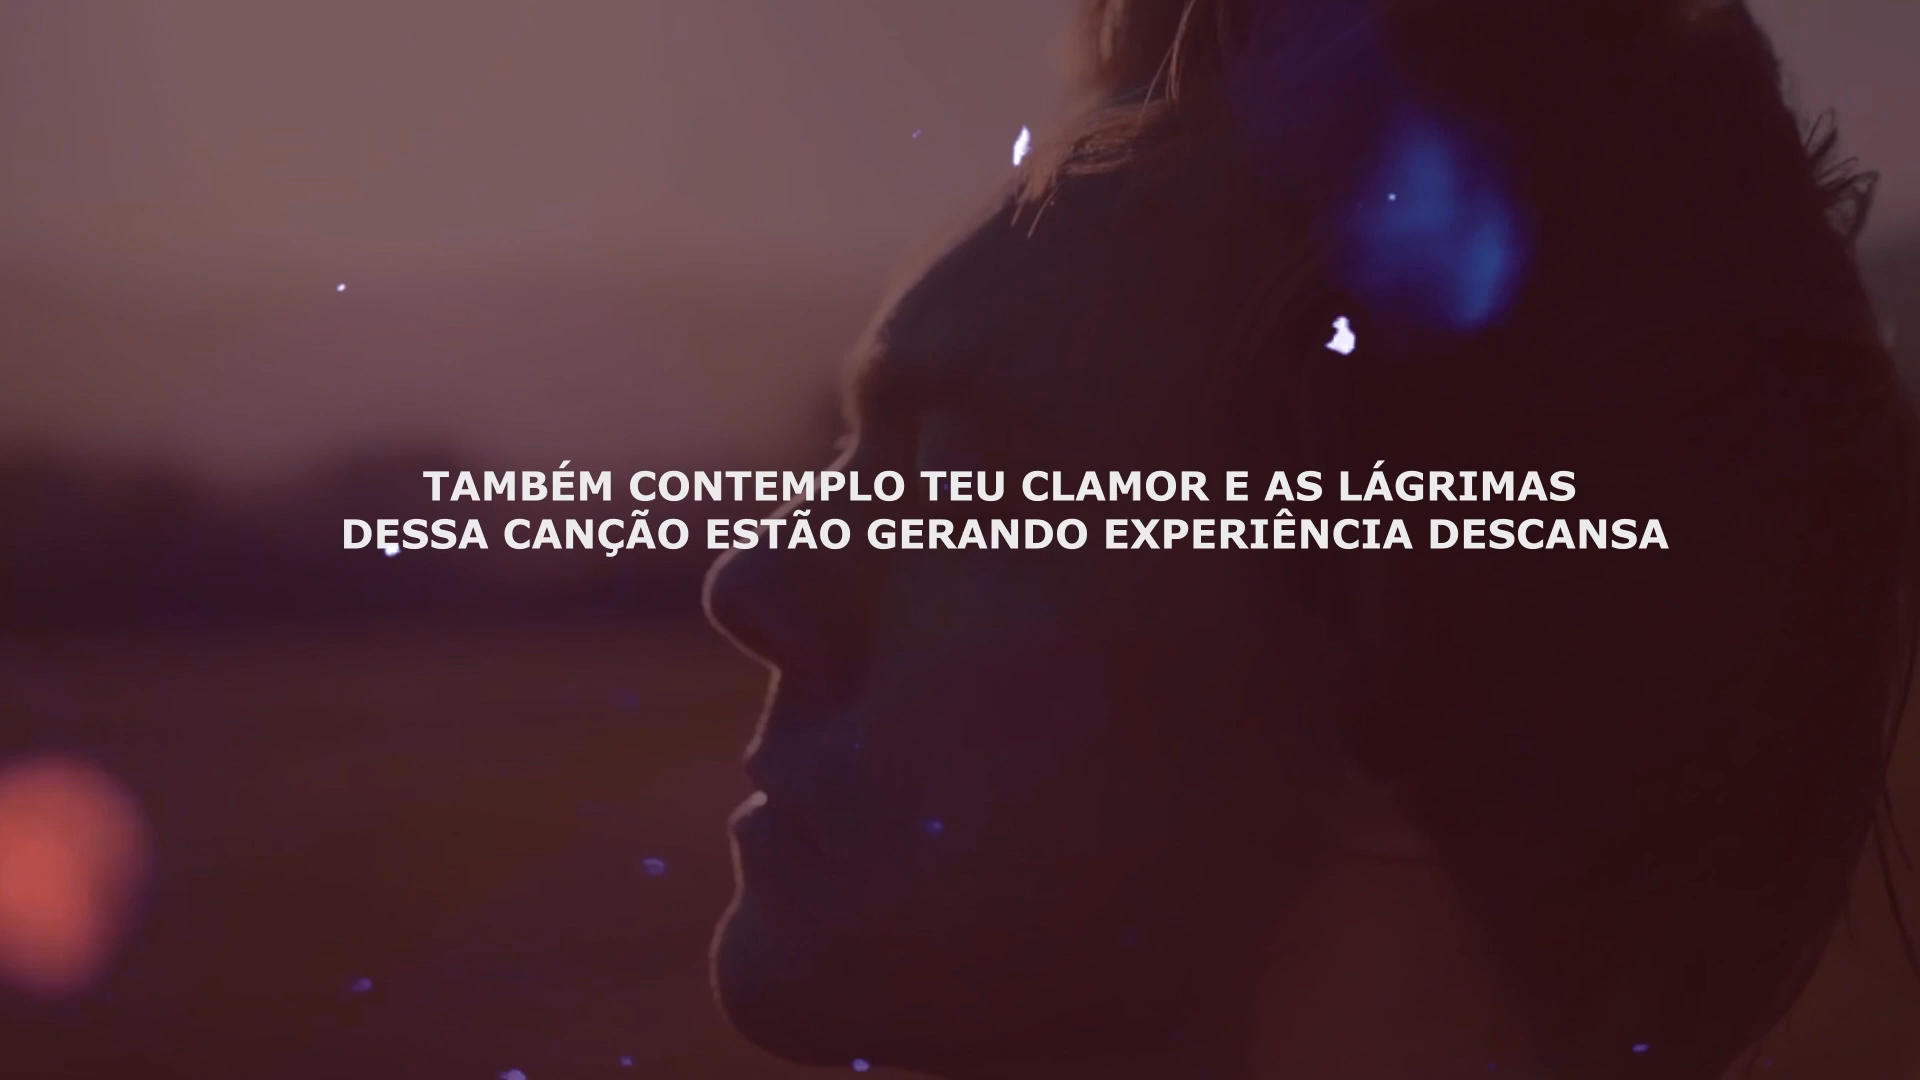 TAMBÉM CONTEMPLO TEU CLAMOR E AS LÁGRIMAS
DESSA CANÇÃO ESTÃO GERANDO EXPERIÊNCIA DESCANSA